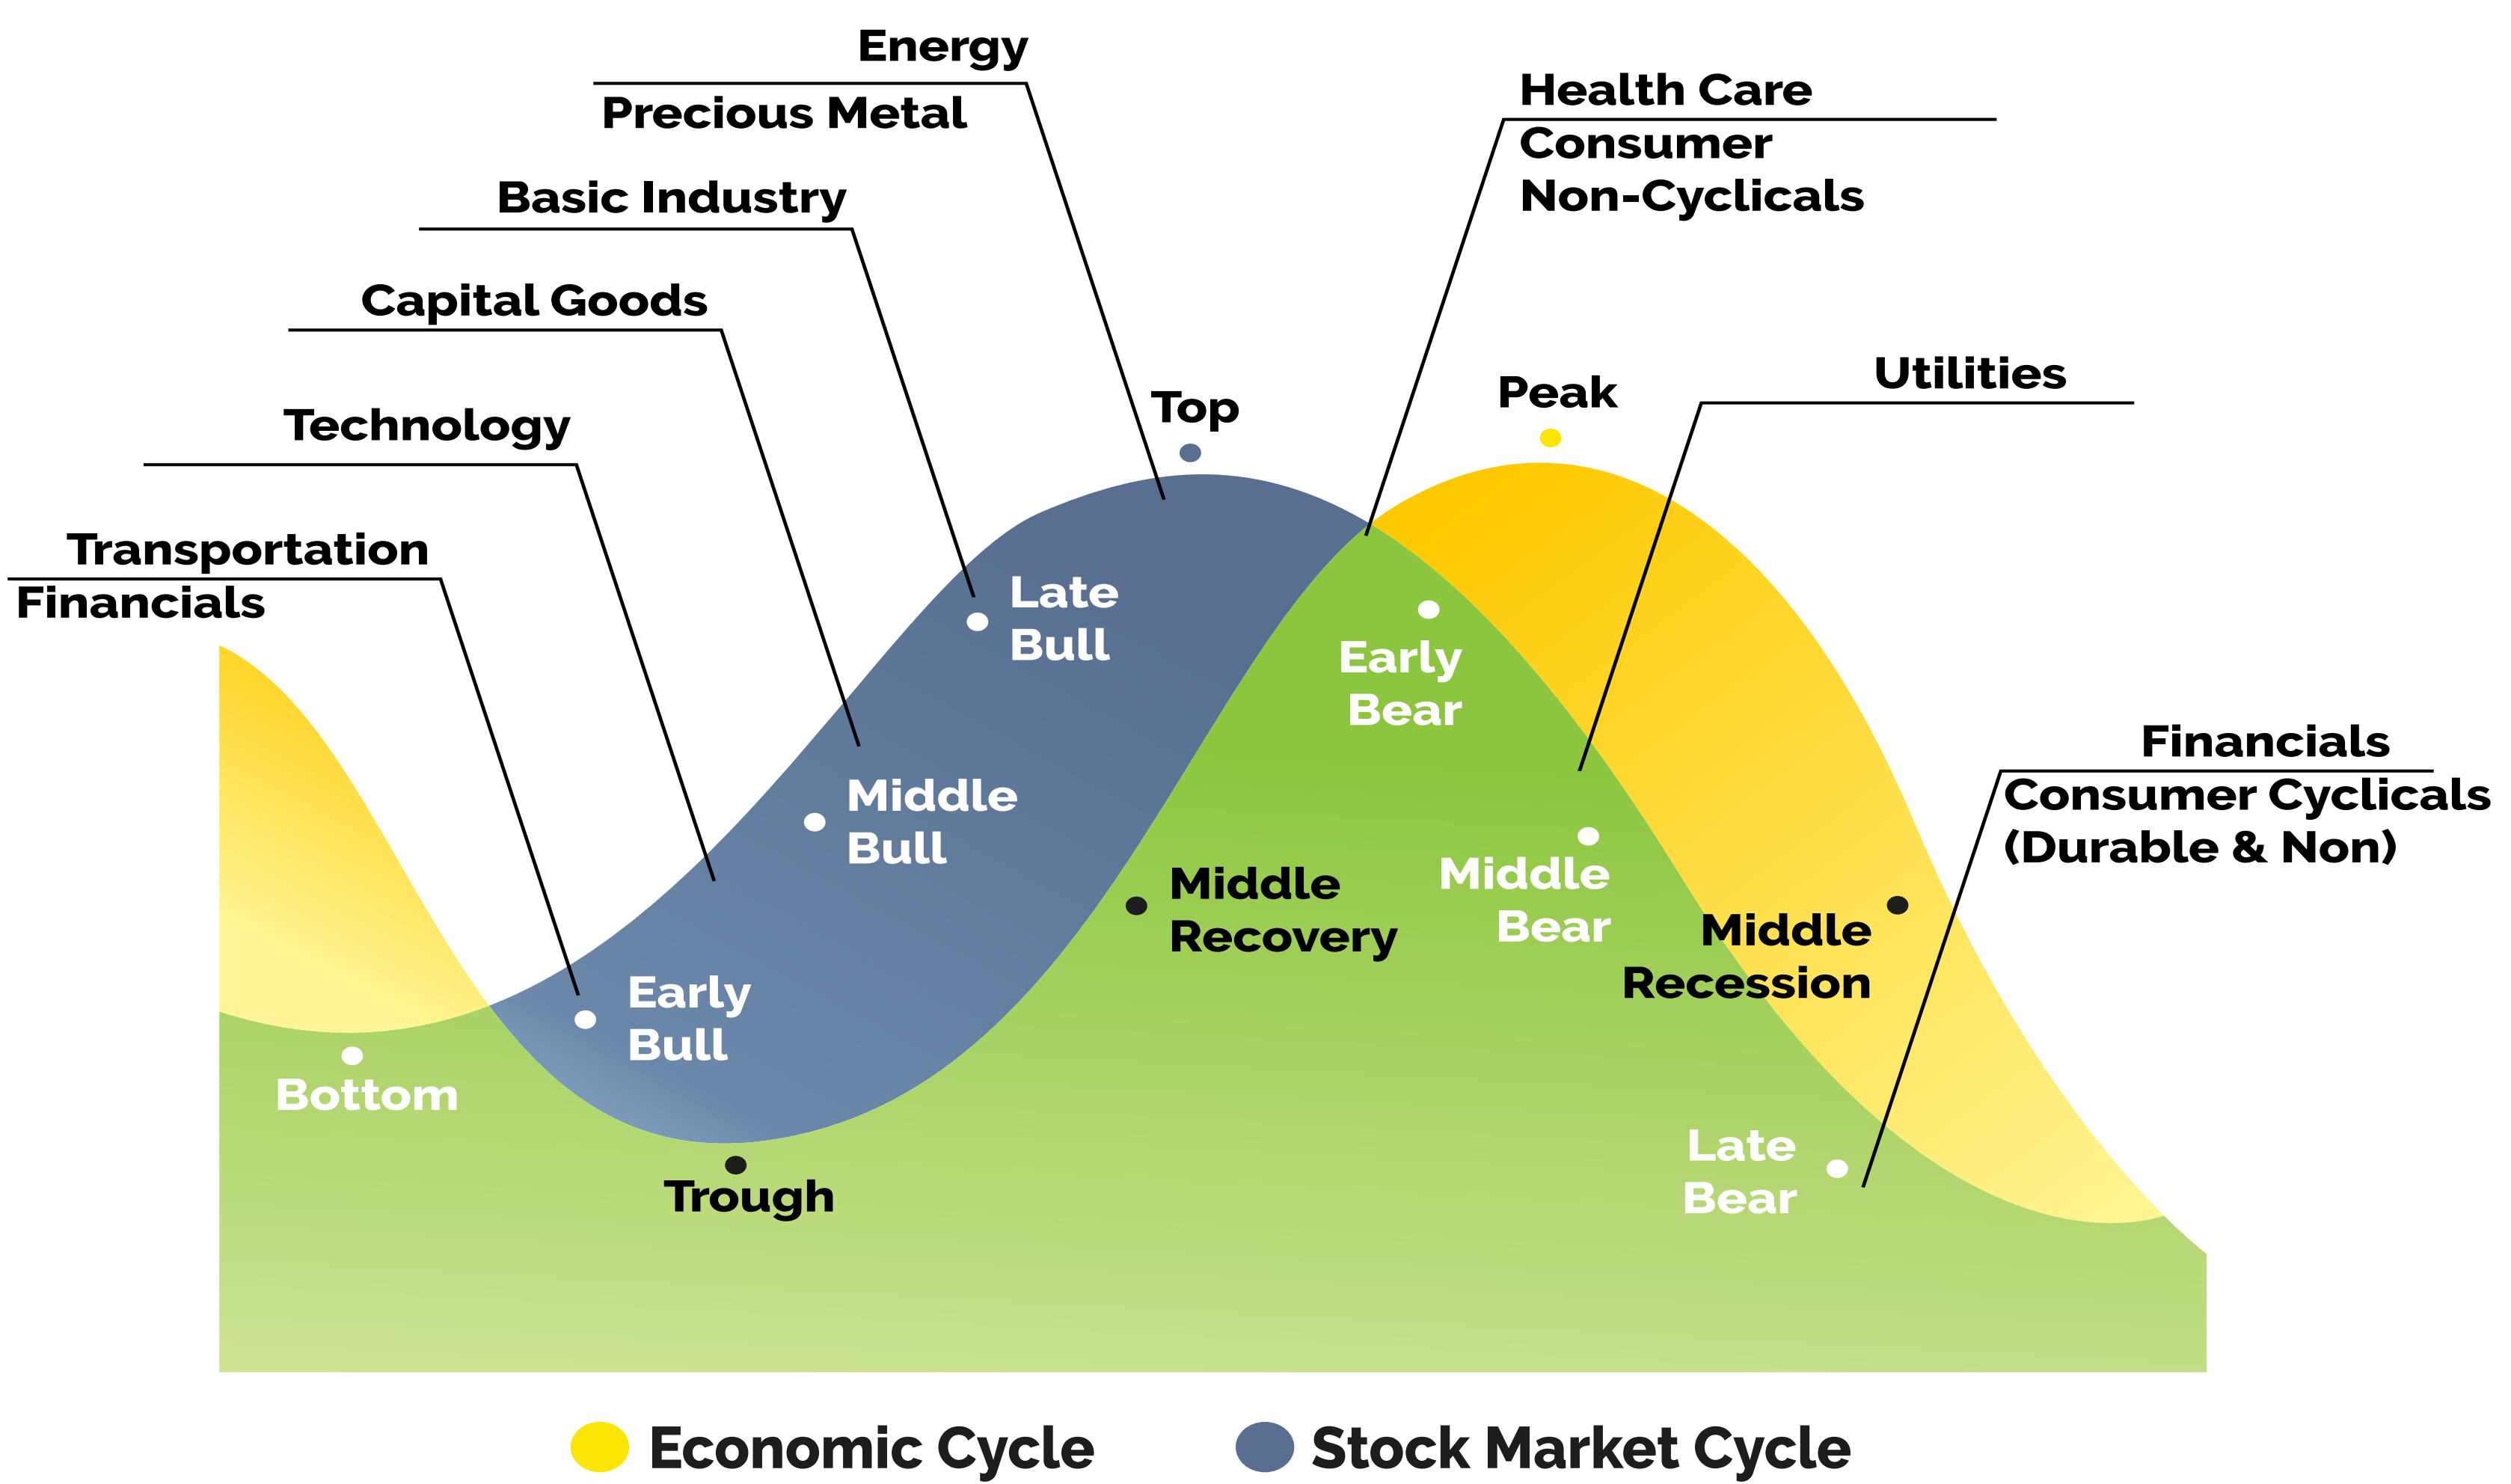 Energy
Precious Metal
Health Care
Consumer
Non-Cyclicals
Basic Industry
Capital Goods
Technology
Top
Peak
Utilities
Transportation
Financials
Late
Bull
Early
Bear
Middle
Bull
Financials
Consumer Cyclicals
(Durable & Non)
Middle
Recovery
Middle
Bear
Middle
Recession
Early
Bull
Bottom
Late
Bear
Trough
Economic Cycle
Stock Market Cycle